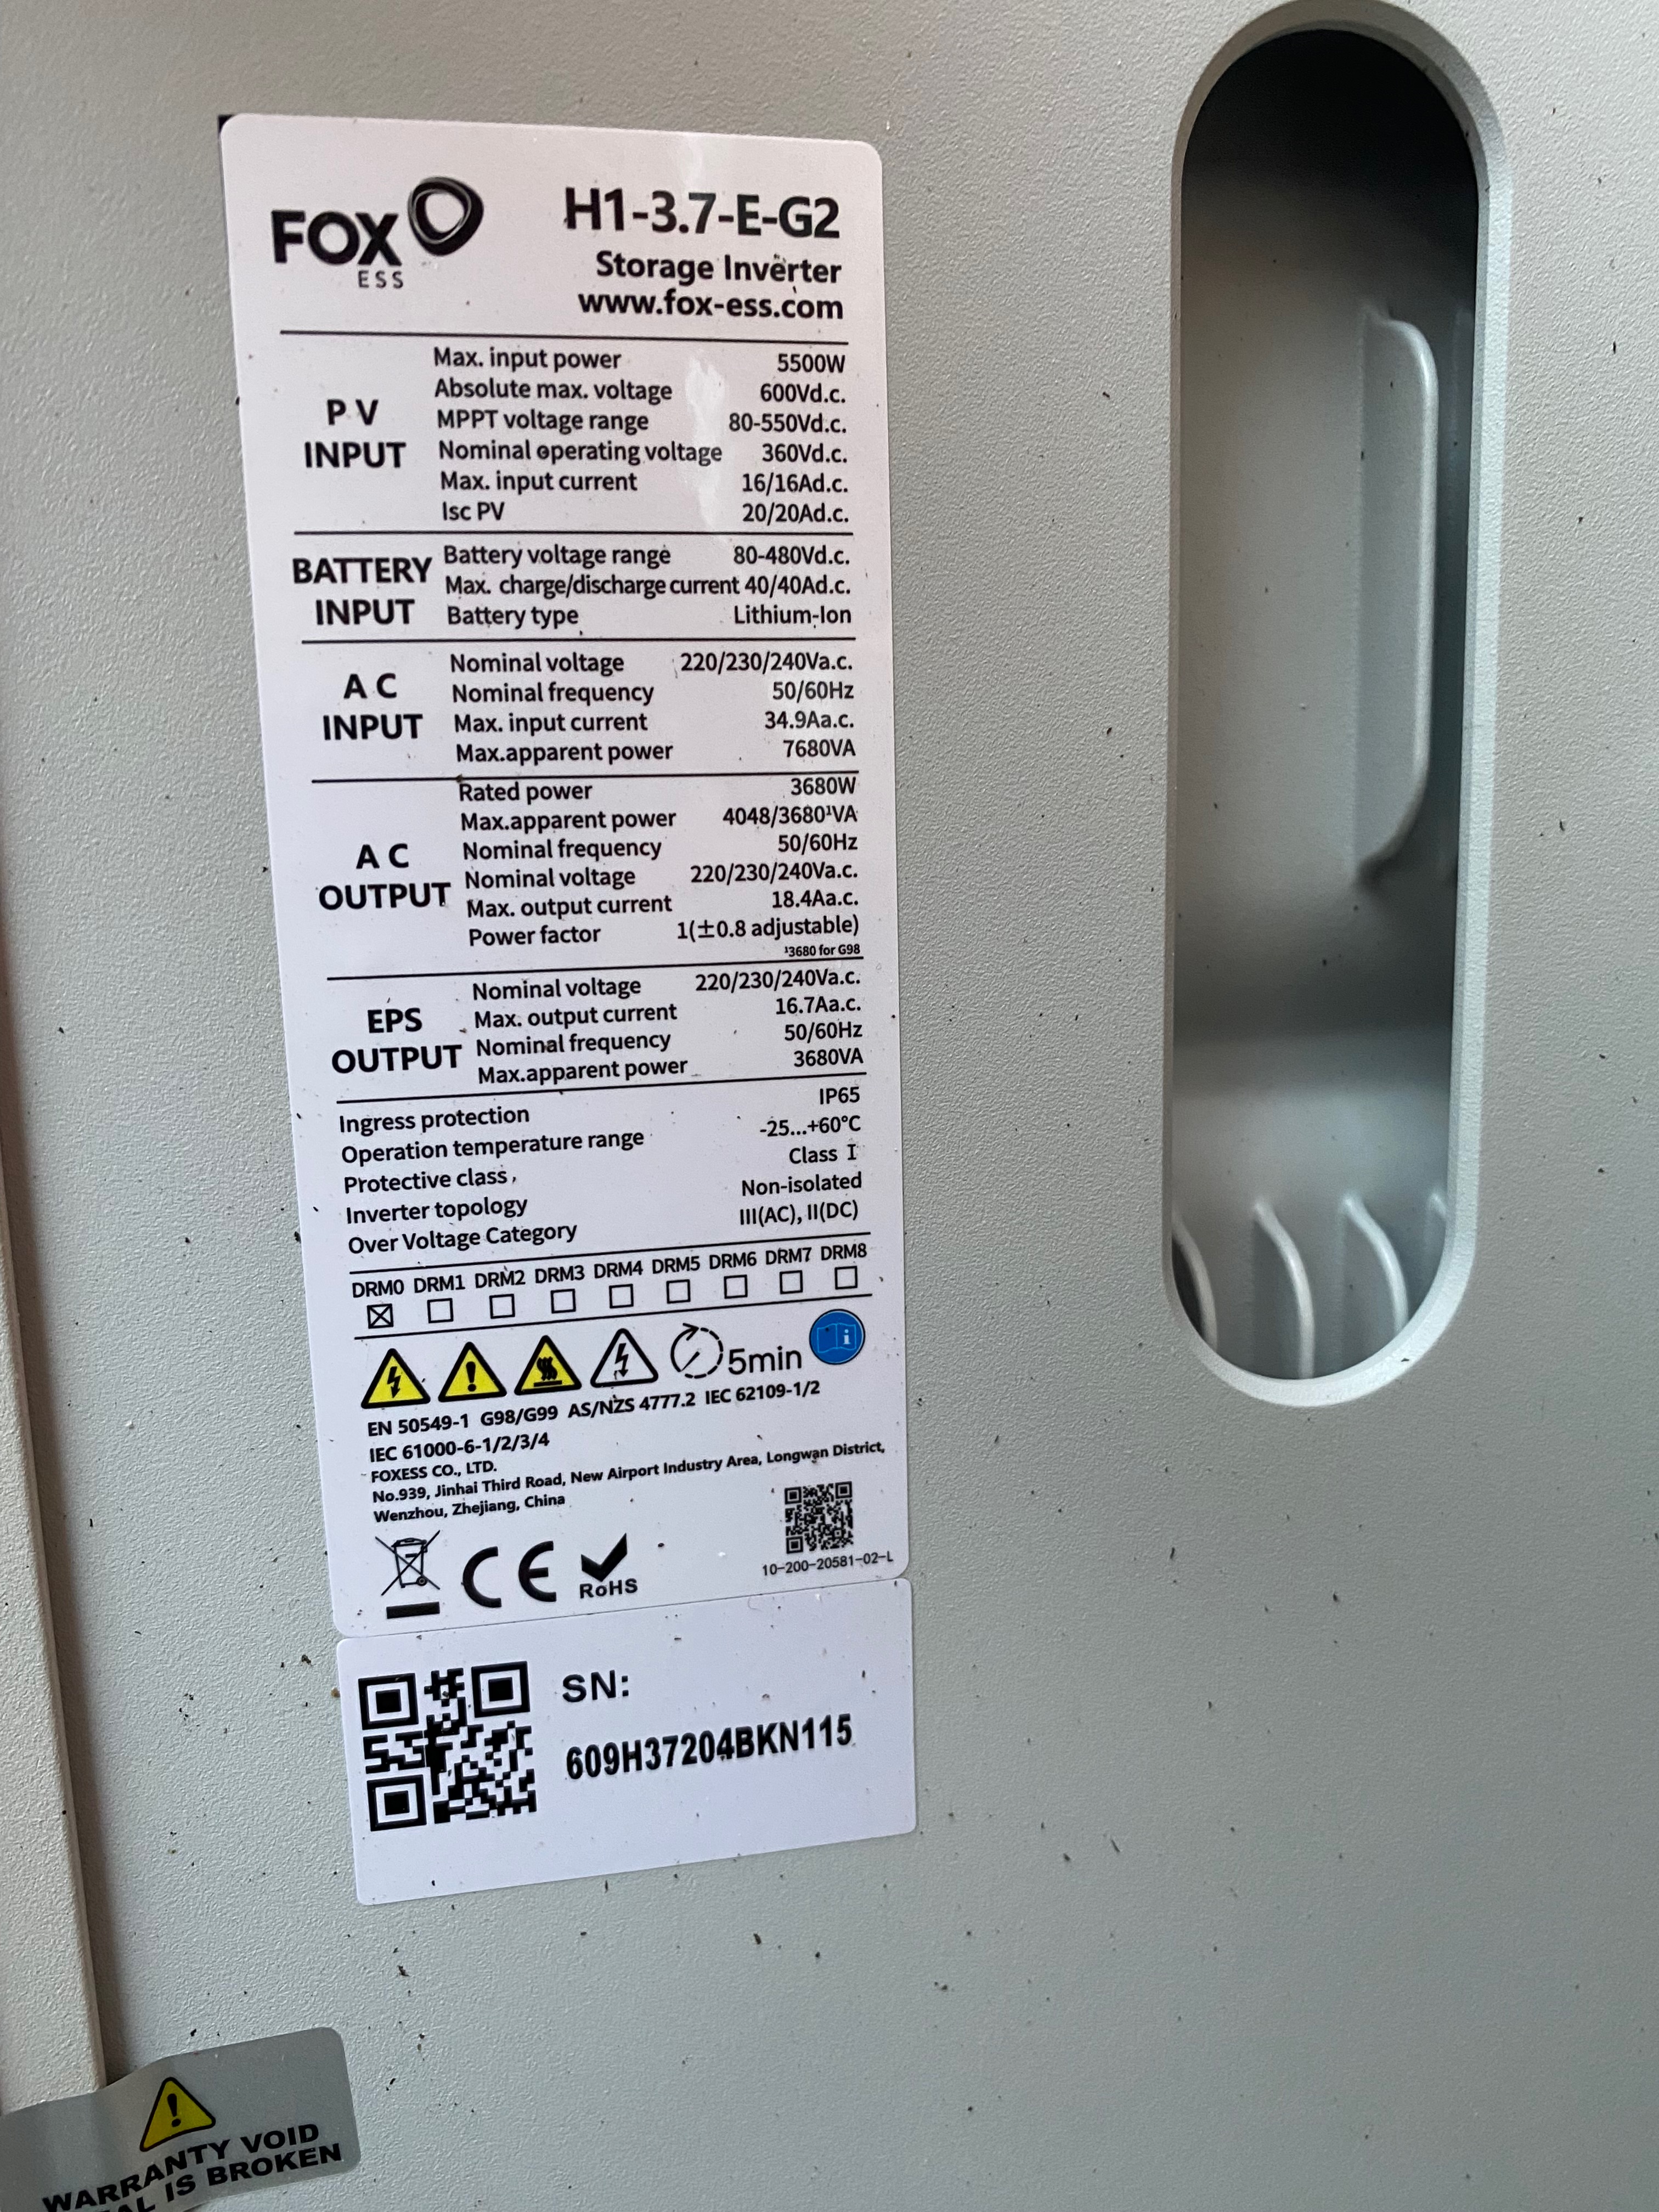 FOX
ESS
H1-3.7-E-G2
Storage Inverter
www.fox-ess.com
PV INPUT
Max. input power 5500W
Absolute max. voltage 600Vd.c.
MPPT voltage range 80-550Vd.c.
Nominal operating voltage 360Vd.c.
Max. input current 16/16Ad.c.
Isc PV 20/20Ad.c.
BATTERY INPUT
Battery voltage range 80-480Vd.c.
Max. charge/discharge current 40/40Ad.c.
Battery type Lithium-Ion
AC INPUT
Nominal voltage 220/230/240Va.c.
Nominal frequency 50/60Hz
Max. input current 34.9Aa.c.
Max.apparent power 7680VA
AC OUTPUT
Rated power 3680W
Max.apparent power 4048/3680¹VA
Nominal frequency 50/60Hz
Nominal voltage 220/230/240Va.c.
Max. output current 18.4Aa.c.
Power factor 1(±0.8 adjustable)
¹3680 for G98
EPS OUTPUT
Nominal voltage 220/230/240Va.c.
Max. output current 16.7Aa.c.
Nominal frequency 50/60Hz
Max.apparent power 3680VA
Ingress protection IP65
Operation temperature range -25...+60°C
Protective class Class I
Inverter topology Non-isolated
Over Voltage Category III(AC), II(DC)
DRM0 DRM1 DRM2 DRM3 DRM4 DRM5 DRM6 DRM7 DRM8
5min
EN 50549-1 G98/G99 AS/NZS 4777.2 IEC 62109-1/2
IEC 61000-6-1/2/3/4
FOXESS CO., LTD.
No.939, Jinhai Third Road, New Airport Industry Area, Longwan District,
Wenzhou, Zhejiang, China
CE
RoHS
10-200-20581-02-L
SN:
609H37204BKN115
WARRANTY VOID
IS BROKEN